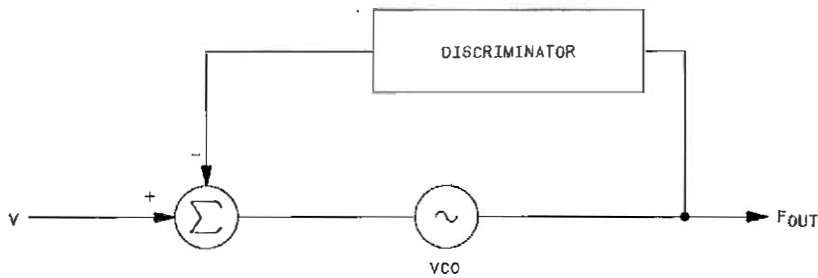 DISCRIMINATOR
-
+
V
Σ
~
FOUT
VCO